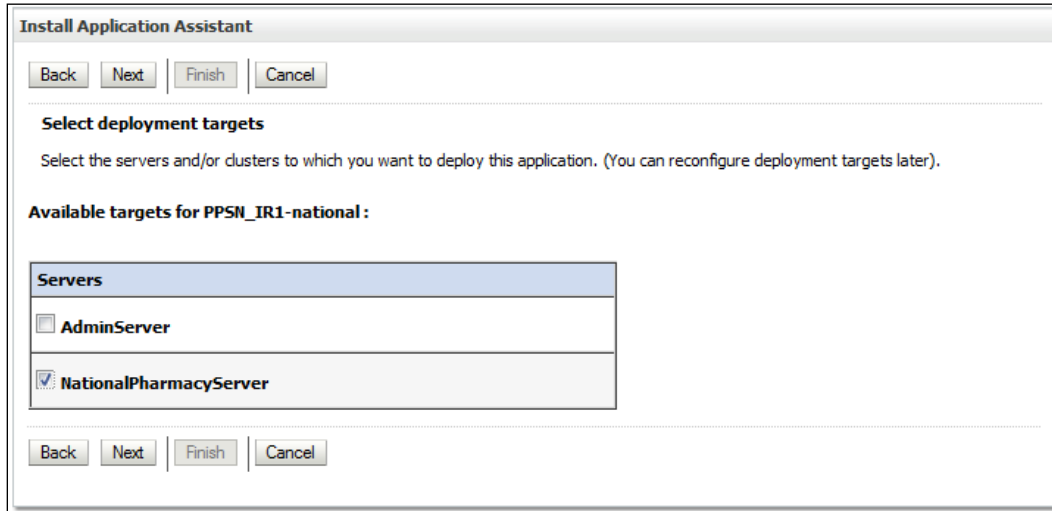 Install Application Assistant
Back Next Finish Cancel
Select deployment targets
Select the servers and/or clusters to which you want to deploy this application. (You can reconfigure deployment targets later).
Available targets for PPSN_IR1-national :
Servers
AdminServer
NationalPharmacyServer
Back Next Finish Cancel